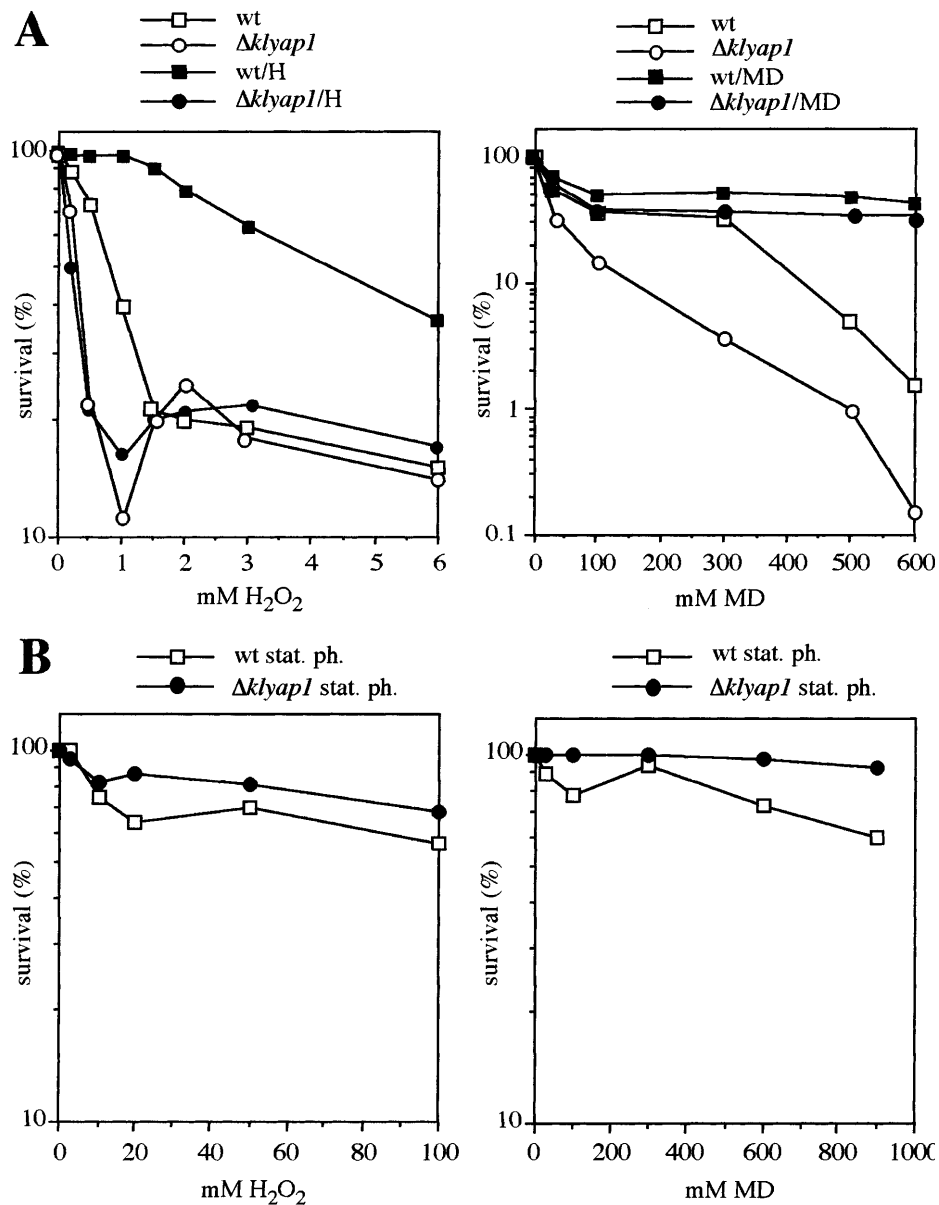 A
wt
Δklyap1
wt/H
Δklyap1/H
100
10
survival (%)
0 1 2 3 4 5 6
mM H₂O₂
wt
Δklyap1
wt/MD
Δklyap1/MD
100
10
1
0.1
survival (%)
0 100 200 300 400 500 600
mM MD
B
wt stat. ph.
Δklyap1 stat. ph.
100
10
survival (%)
0 20 40 60 80 100
mM H₂O₂
wt stat. ph.
Δklyap1 stat. ph.
100
10
survival (%)
0 200 400 600 800 1000
mM MD